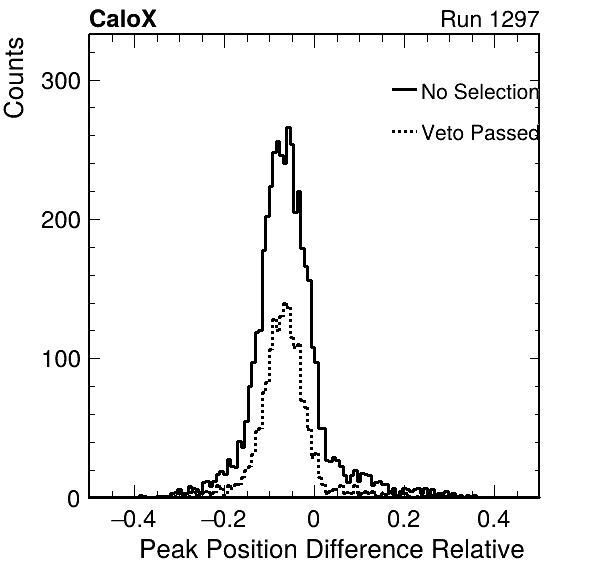 CaloX Run 1297
Counts
300
200
100
0
No Selection
Veto Passed
−0.4 −0.2 0 0.2 0.4
Peak Position Difference Relative